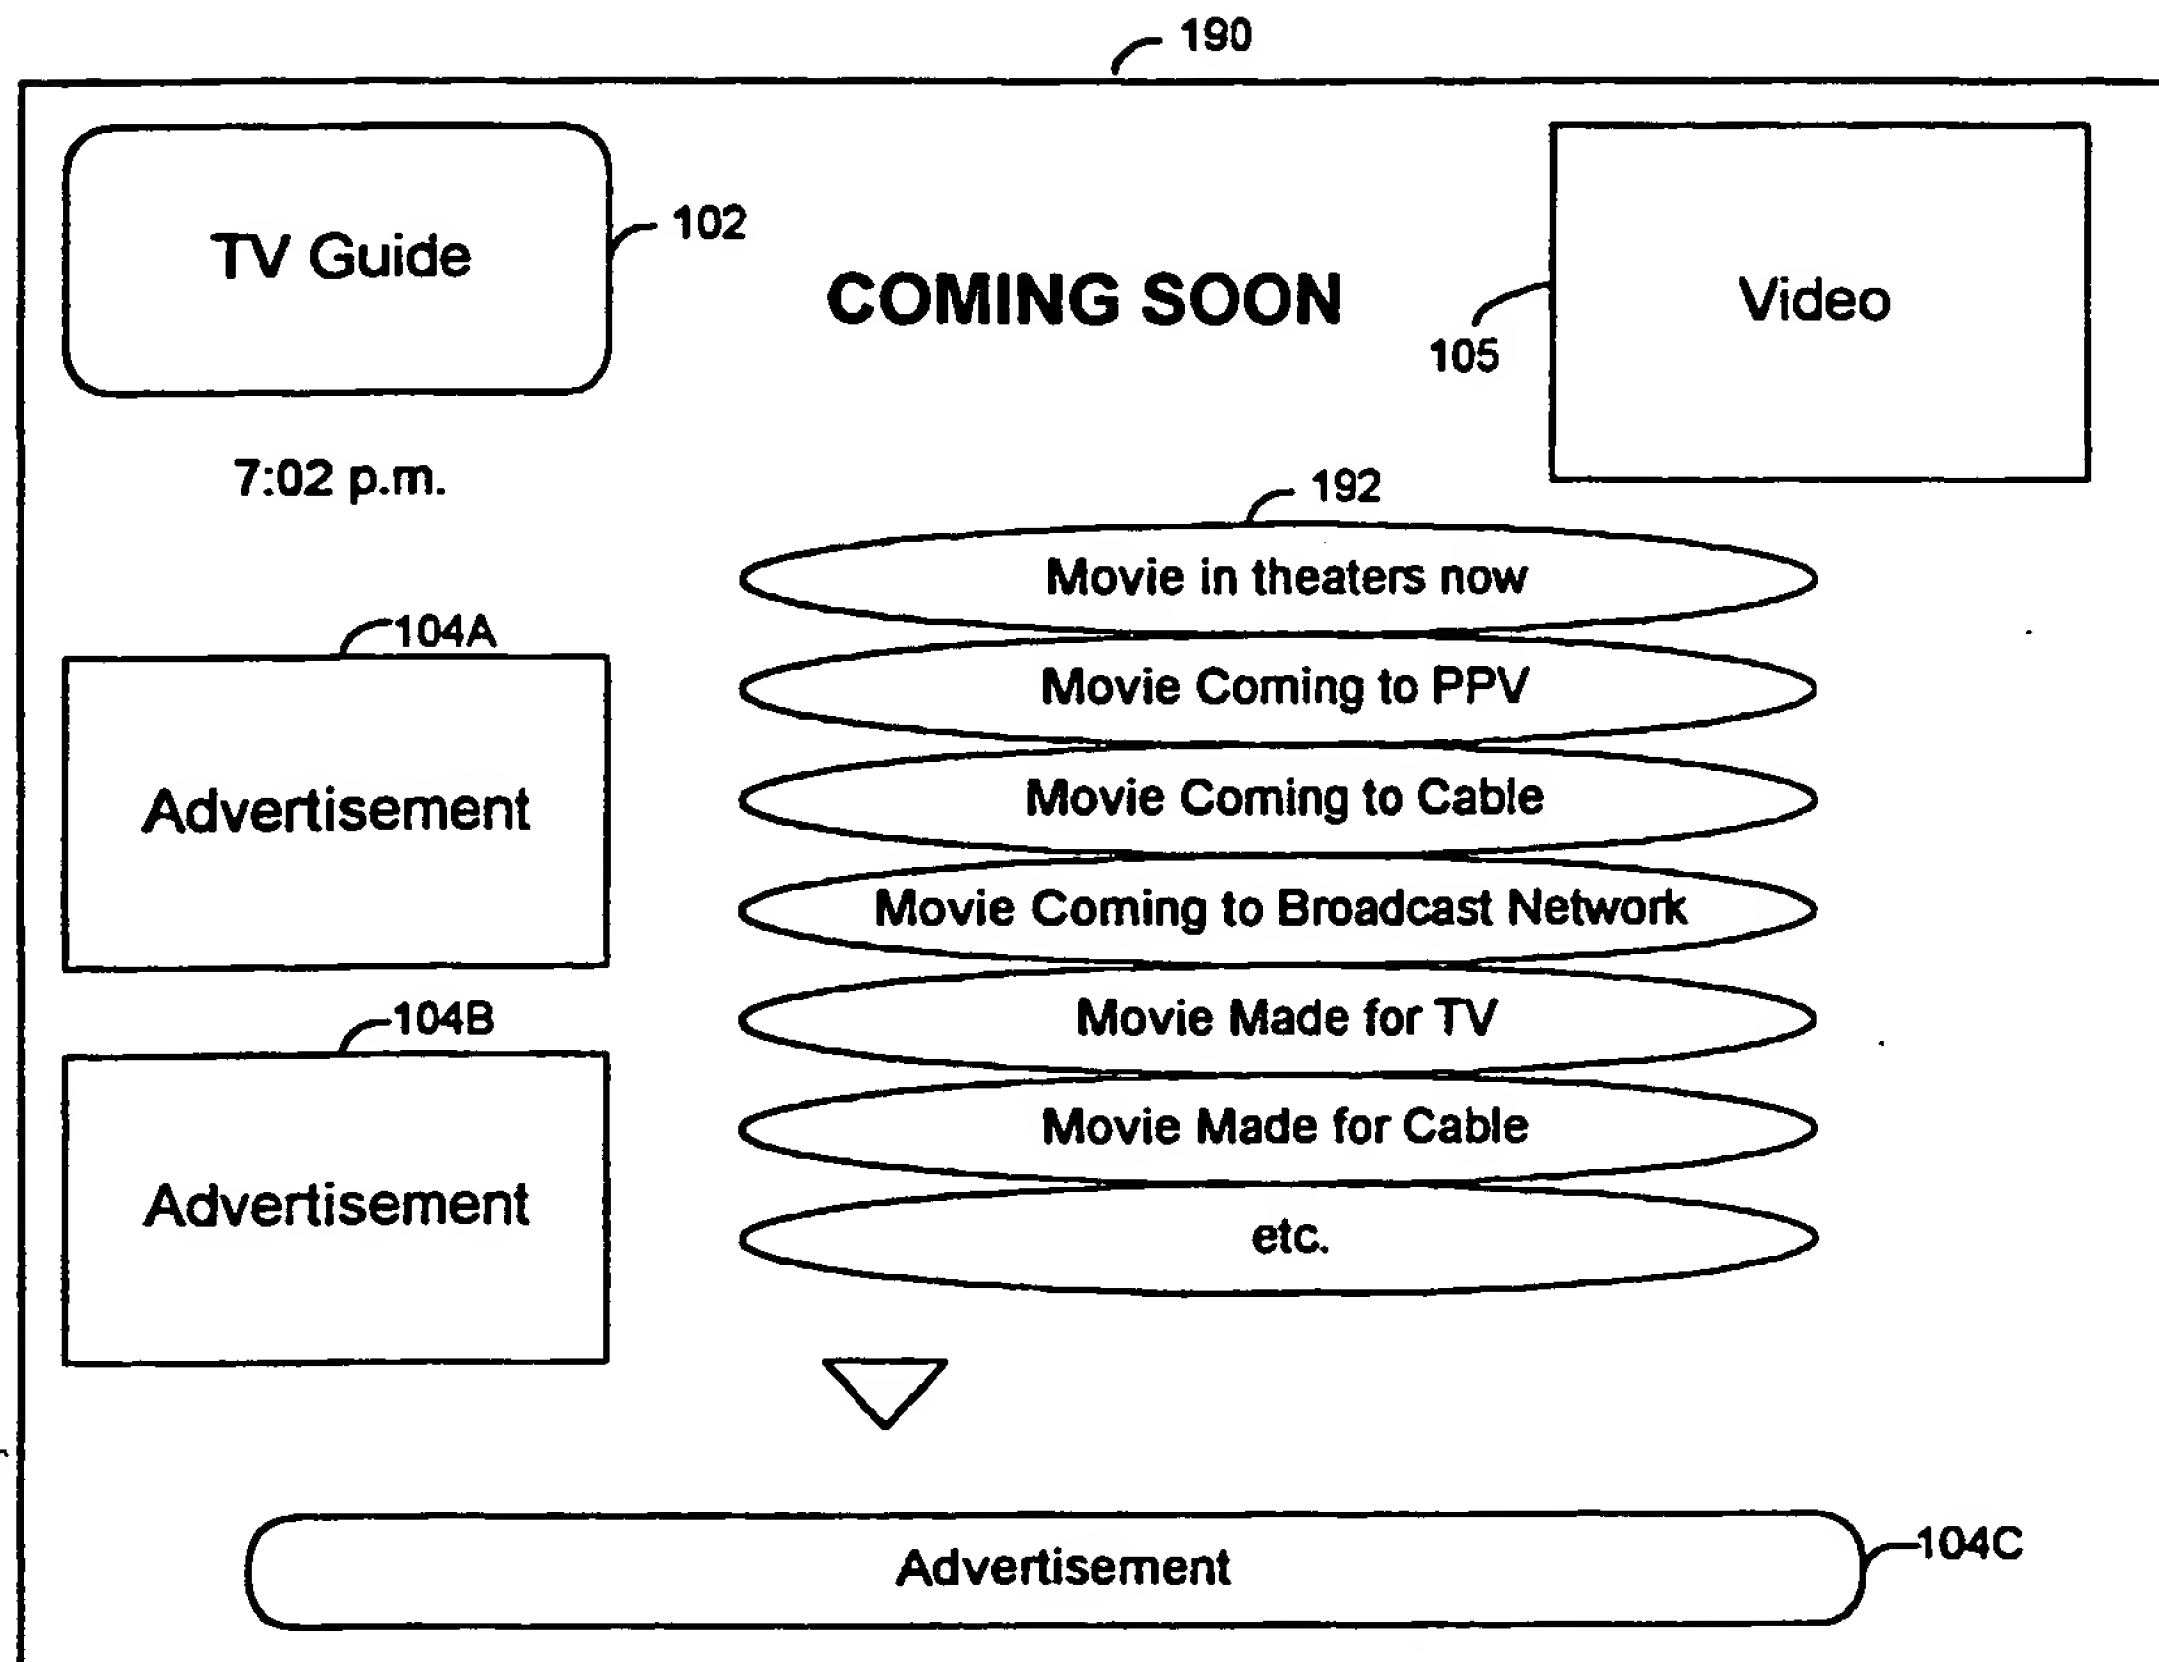 190
TV Guide
102
COMING SOON
Video
105
7:02 p.m.
192
Movie in theaters now
Movie Coming to PPV
Movie Coming to Cable
Movie Coming to Broadcast Network
Movie Made for TV
Movie Made for Cable
etc.
104A
Advertisement
104B
Advertisement
Advertisement
104C